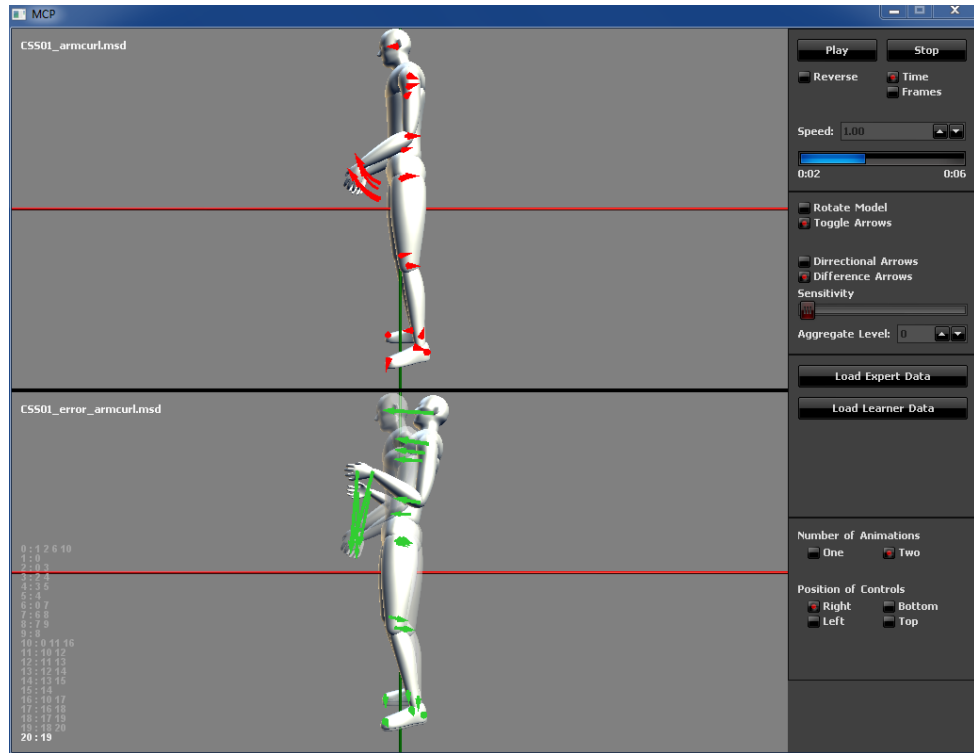 MCP
CSS01_armcurl.msd
Play Stop
Reverse Time
Frames
Speed: 1.00
0:02 0:06
Rotate Model
Toggle Arrows
Dirrectional Arrows
Difference Arrows
Sensitivity
Aggregate Level: 0
Load Expert Data
Load Learner Data
Number of Animations
One Two
Position of Controls
Right Bottom
Left Top
CSS01_error_armcurl.msd
0 : 1 2 6 10
1 : 0
2 : 0 3
3 : 2 4
4 : 3 5
5 : 4
6 : 0 7
7 : 6 8
8 : 7 9
9 : 8
10 : 0 11 16
11 : 10 12
12 : 11 13
13 : 12 14
14 : 13 15
15 : 14
16 : 10 17
17 : 16 18
18 : 17 19
19 : 18 20
20 : 19